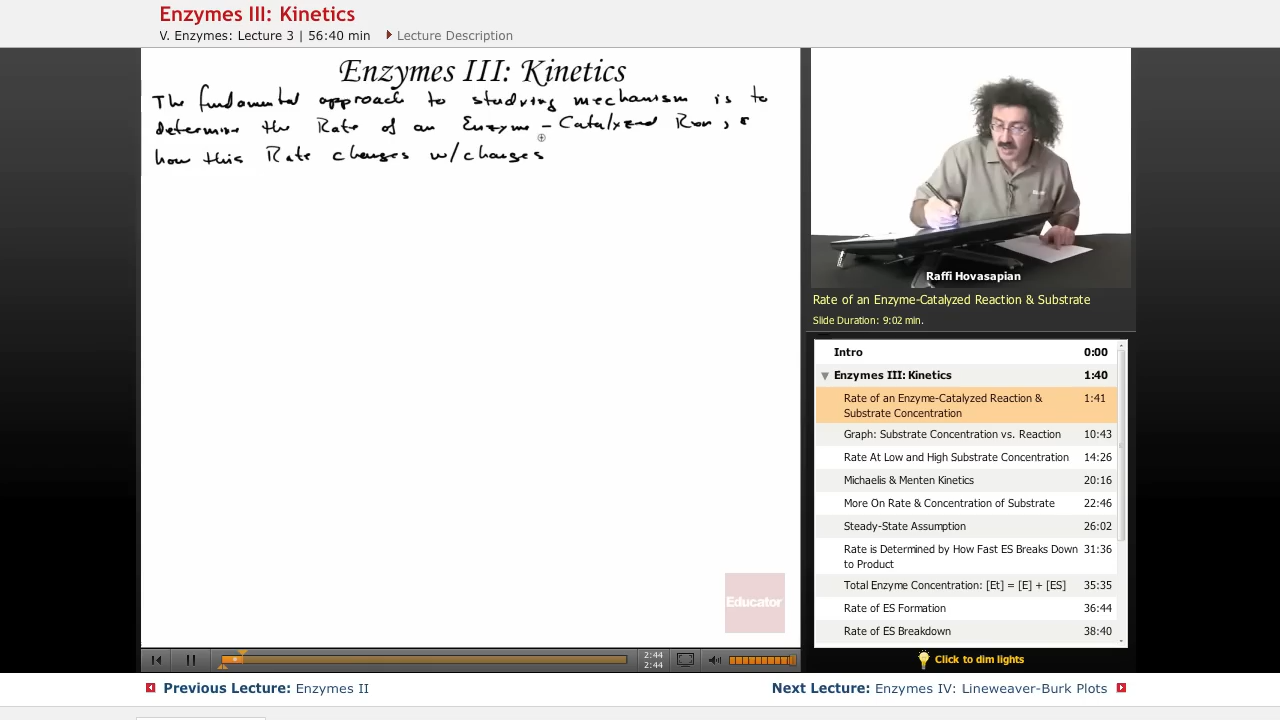 Enzymes III: Kinetics
V. Enzymes: Lecture 3 | 56:40 min
Lecture Description
Enzymes III: Kinetics
The fundamental approach to studying mechanism is to
determine the Rate of an Enzyme - Catalyzed Rxn,
how this Rate changes w/changes
Educator
2:44
2:44
Raffi Hovasapian
Rate of an Enzyme-Catalyzed Reaction & Substrate
Slide Duration: 9:02 min.
Intro 0:00
Enzymes III: Kinetics 1:40
Rate of an Enzyme-Catalyzed Reaction & 1:41
Substrate Concentration
Graph: Substrate Concentration vs. Reaction 10:43
Rate At Low and High Substrate Concentration 14:26
Michaelis & Menten Kinetics 20:16
More On Rate & Concentration of Substrate 22:46
Steady-State Assumption 26:02
Rate is Determined by How Fast ES Breaks Down 31:36
to Product
Total Enzyme Concentration: [Et] = [E] + [ES] 35:35
Rate of ES Formation 36:44
Rate of ES Breakdown 38:40
Click to dim lights
Previous Lecture: Enzymes II
Next Lecture: Enzymes IV: Lineweaver-Burk Plots